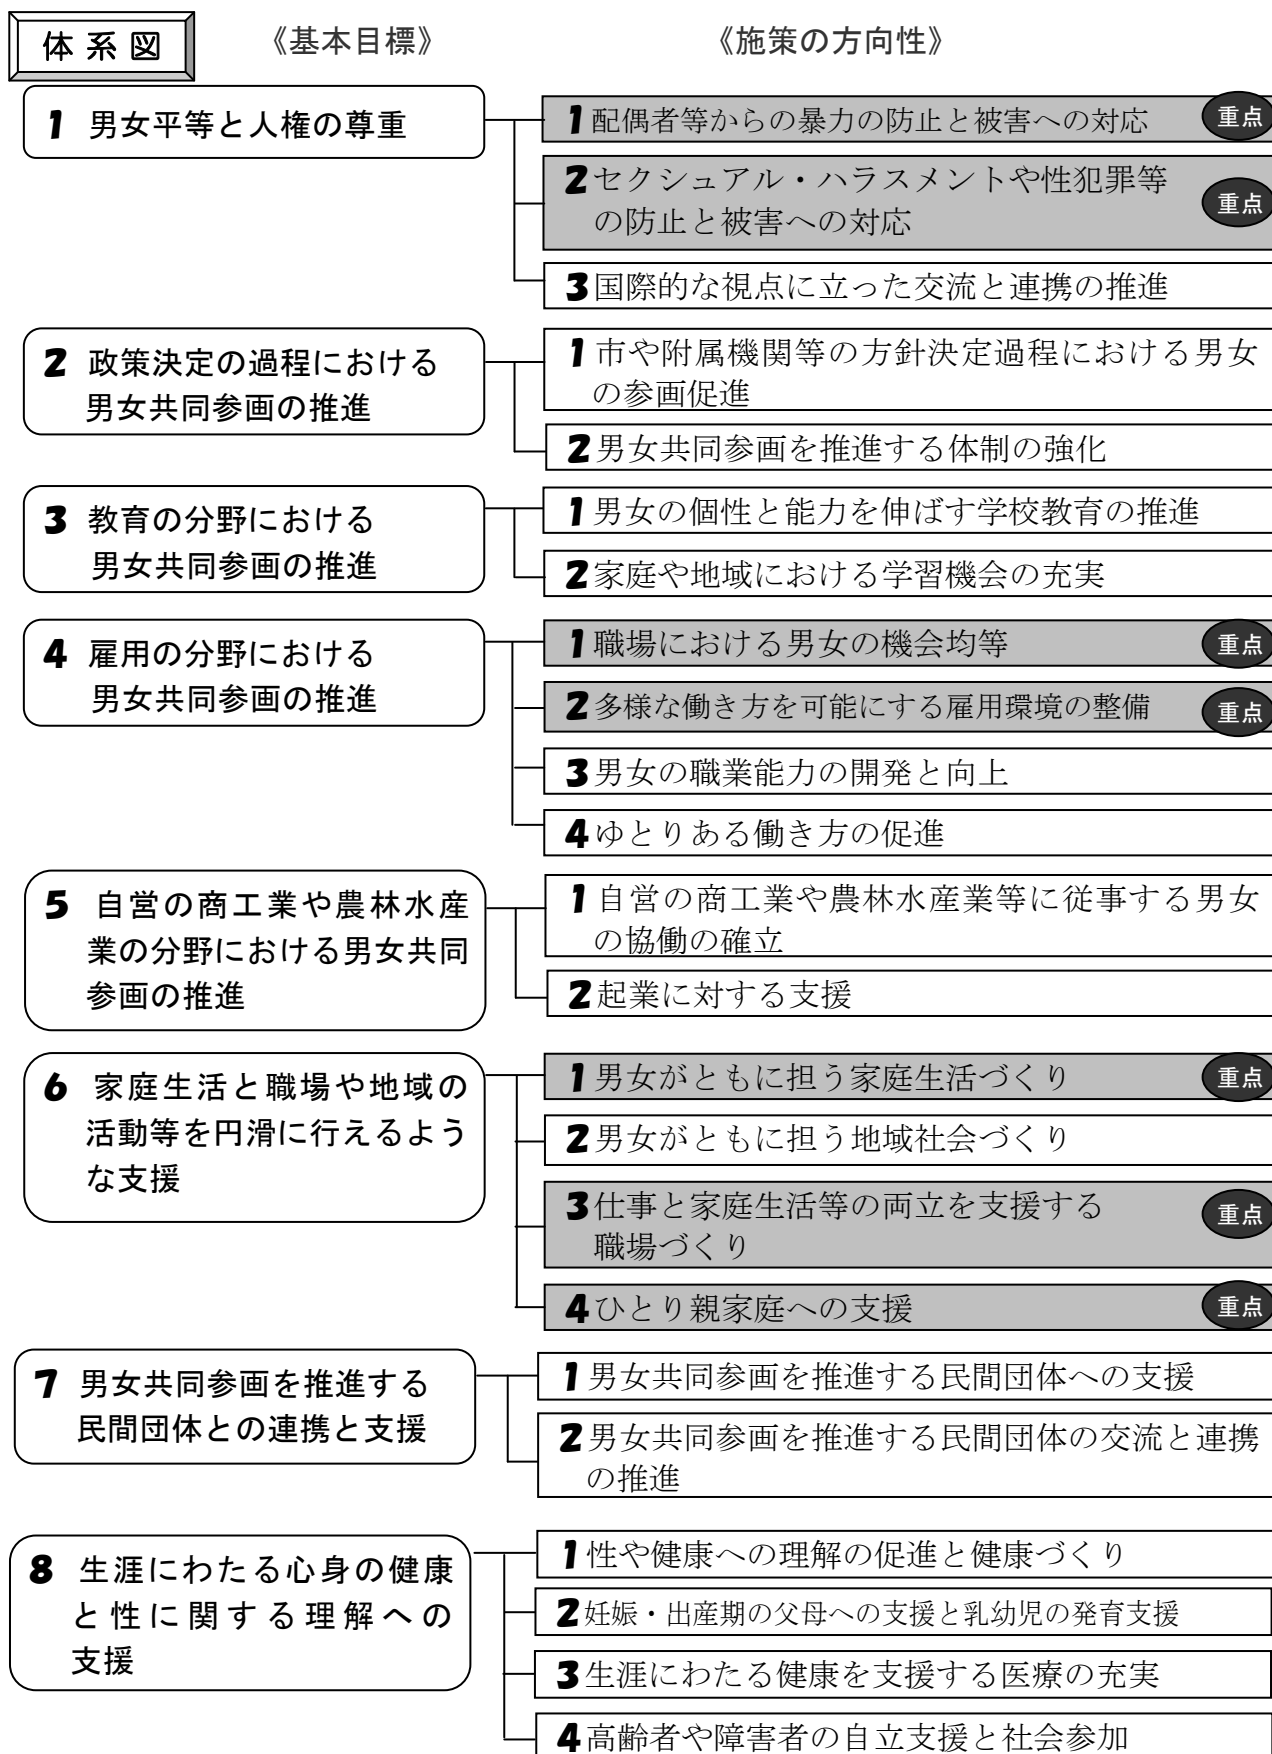 体系図 《基本目標》 《施策の方向性》
1 男女平等と人権の尊重
1 配偶者等からの暴力の防止と被害への対応 重点
2 セクシュアル・ハラスメントや性犯罪等
の防止と被害への対応 重点
3 国際的な視点に立った交流と連携の推進
2 政策決定の過程における
男女共同参画の推進
1 市や附属機関等の方針決定過程における男女
の参画促進
2 男女共同参画を推進する体制の強化
3 教育の分野における
男女共同参画の推進
1 男女の個性と能力を伸ばす学校教育の推進
2 家庭や地域における学習機会の充実
4 雇用の分野における
男女共同参画の推進
1 職場における男女の機会均等 重点
2 多様な働き方を可能にする雇用環境の整備 重点
3 男女の職業能力の開発と向上
4 ゆとりある働き方の促進
5 自営の商工業や農林水産
業の分野における男女共同
参画の推進
1 自営の商工業や農林水産業等に従事する男女
の協働の確立
2 起業に対する支援
6 家庭生活と職場や地域の
活動等を円滑に行えるよう
な支援
1 男女がともに担う家庭生活づくり 重点
2 男女がともに担う地域社会づくり
3 仕事と家庭生活等の両立を支援する
職場づくり 重点
4 ひとり親家庭への支援 重点
7 男女共同参画を推進する
民間団体との連携と支援
1 男女共同参画を推進する民間団体への支援
2 男女共同参画を推進する民間団体の交流と連携
の推進
8 生涯にわたる心身の健康
と性に関する理解への
支援
1 性や健康への理解の促進と健康づくり
2 妊娠・出産期の父母への支援と乳幼児の発育支援
3 生涯にわたる健康を支援する医療の充実
4 高齢者や障害者の自立支援と社会参加